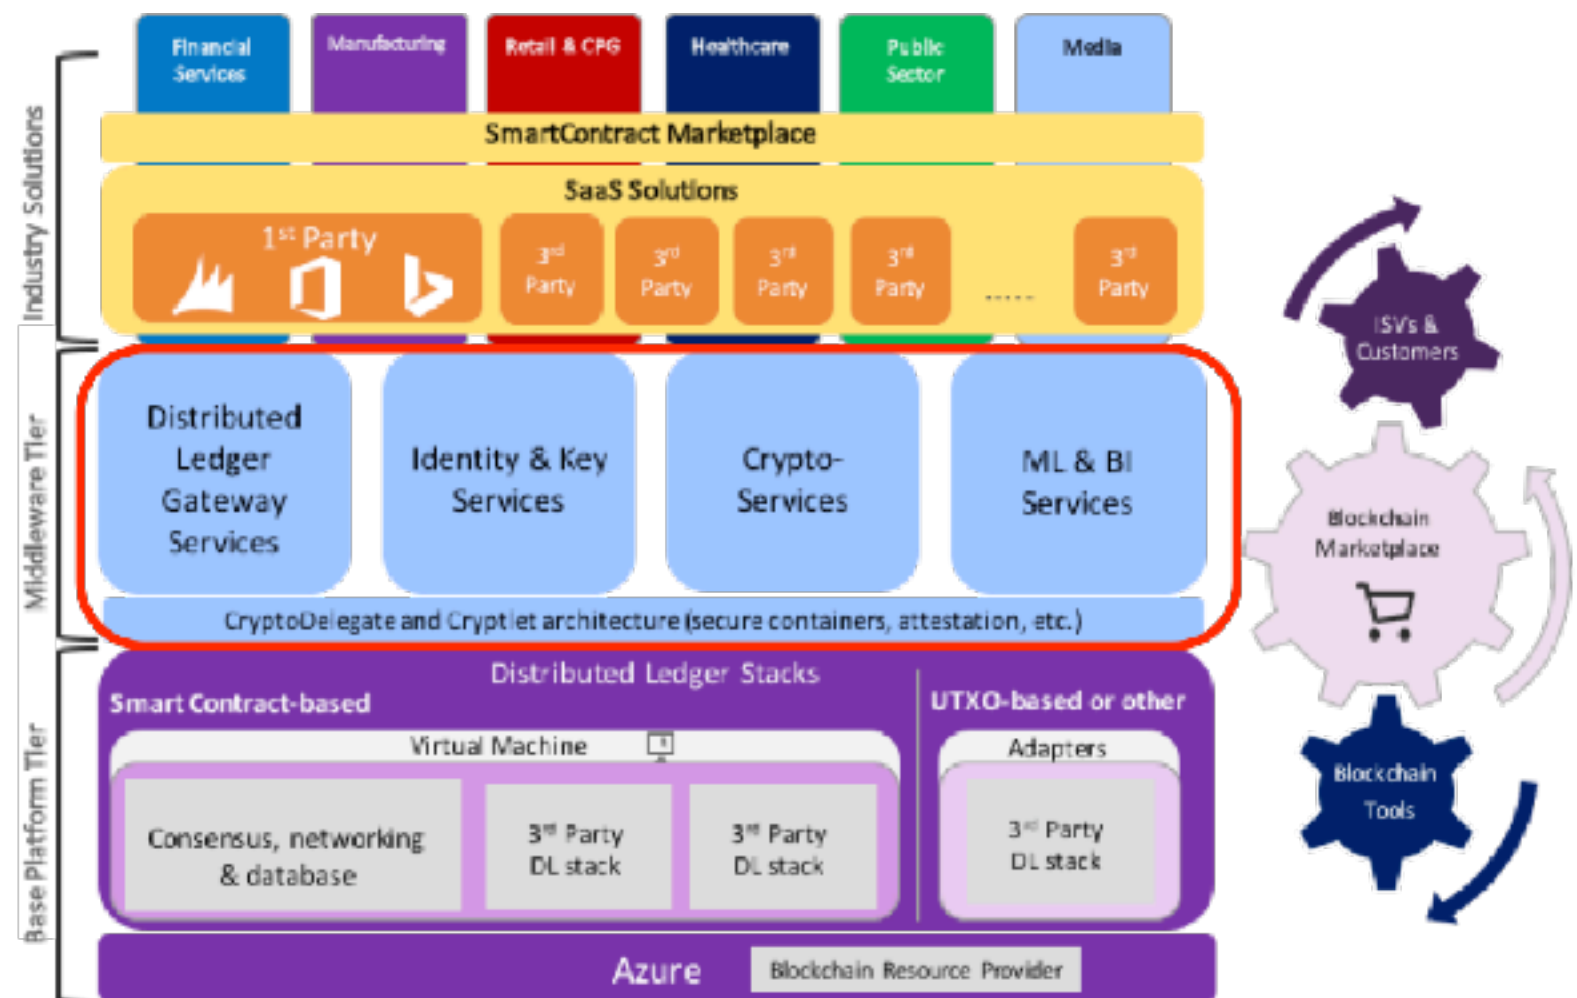 Financial
Services
Manufacturing
Retail & CPG
Healthcare
Public
Sector
Media
SmartContract Marketplace
SaaS Solutions
1st Party
3rd
Party
3rd
Party
3rd
Party
3rd
Party
.....
3rd
Party
Industry Solutions
Distributed
Ledger
Gateway
Services
Identity & Key
Services
Crypto-
Services
ML & BI
Services
CryptoDelegate and Cryptlet architecture (secure containers, attestation, etc.)
Middleware Tier
Distributed Ledger Stacks
Smart Contract-based
UTXO-based or other
Virtual Machine
Adapters
Consensus, networking
& database
3rd Party
DL stack
3rd Party
DL stack
3rd Party
DL stack
Base Platform Tier
Azure
Blockchain Resource Provider
ISVs &
Customers
Blockchain
Marketplace
Blockchain
Tools